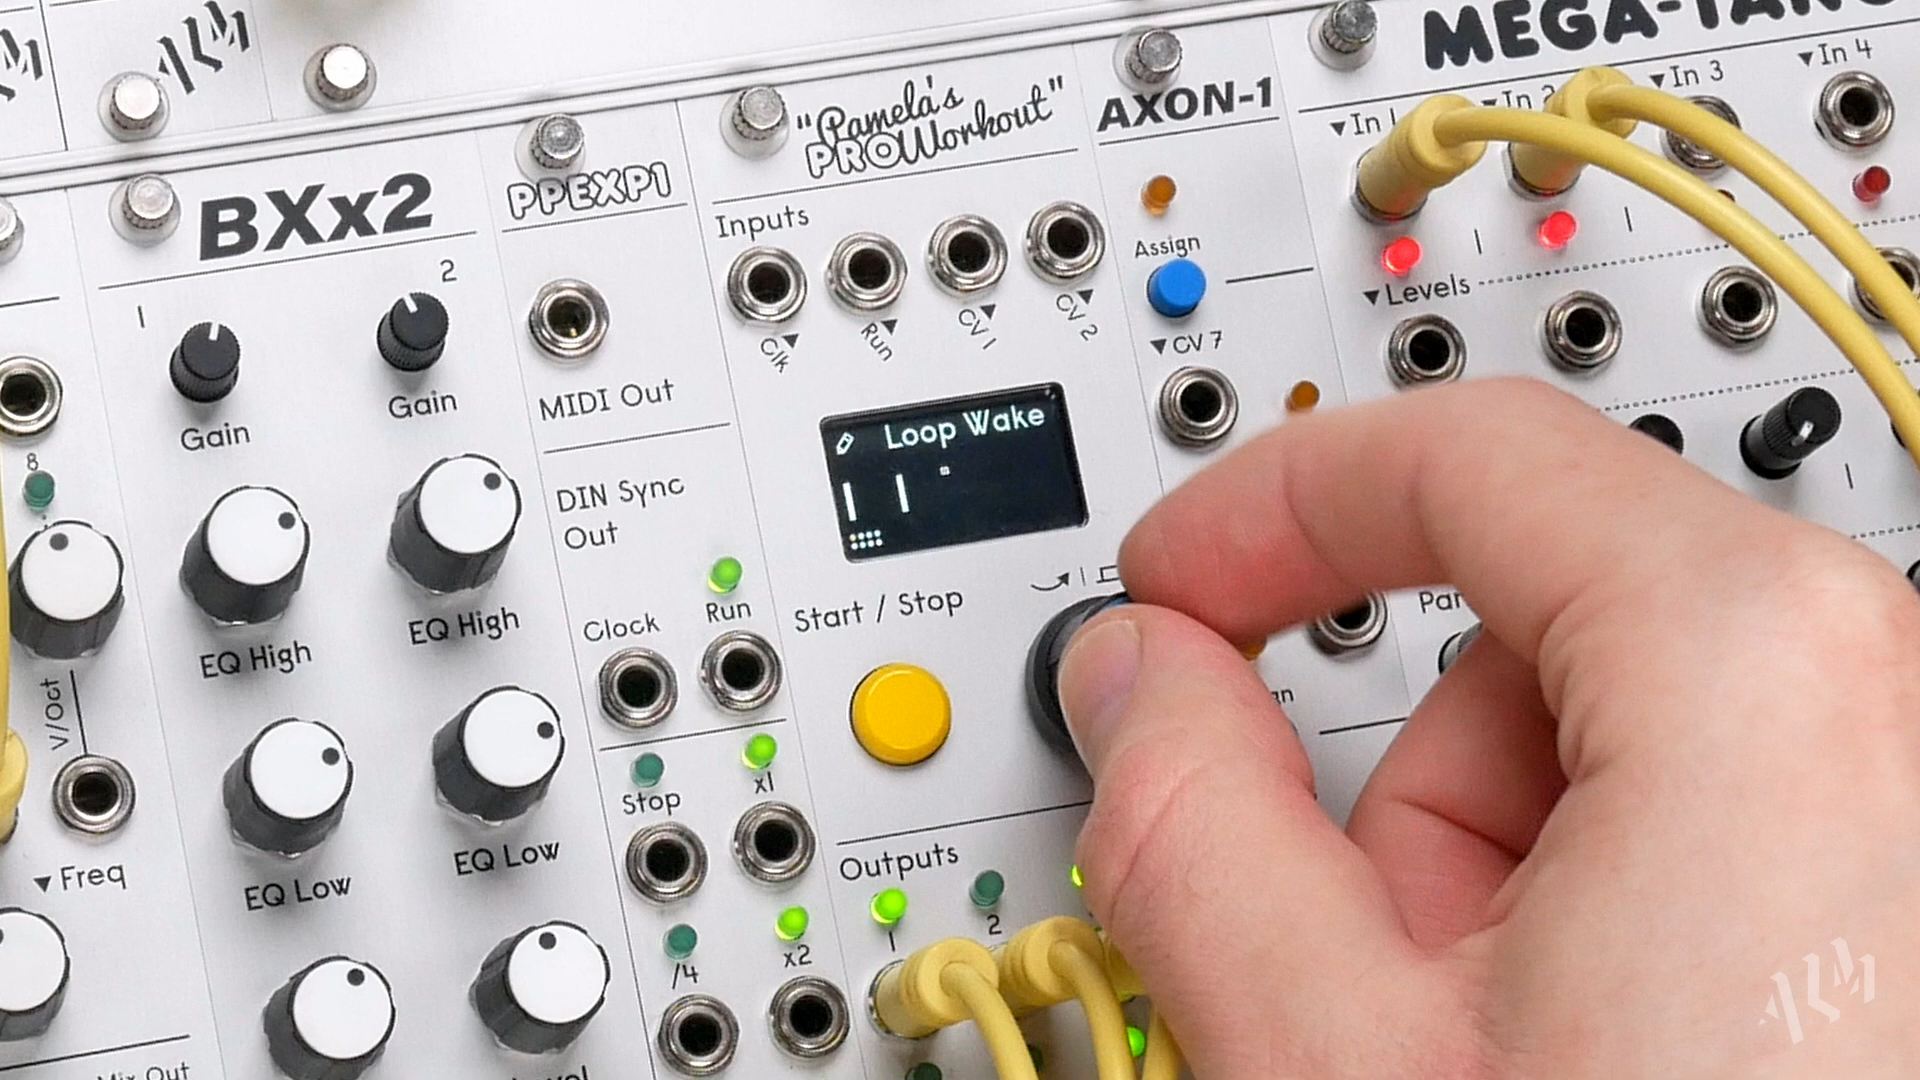 BXx2
1
2
Gain
Gain
8
EQ High
EQ High
V/Oct
EQ Low
EQ Low
▼Freq
PPEXP1
MIDI Out
DIN Sync
Out
Clock
Run
Stop
x1
/4
x2
"Pamela's
PROWorkout"
Inputs
Clk▼
Run▼
CV 1▼
CV 2▼
Loop Wake
Start / Stop
Outputs
1
2
AXON-1
Assign
▼CV 7
▼In 1
▼In 2
▼In 3
▼In 4
▼Levels